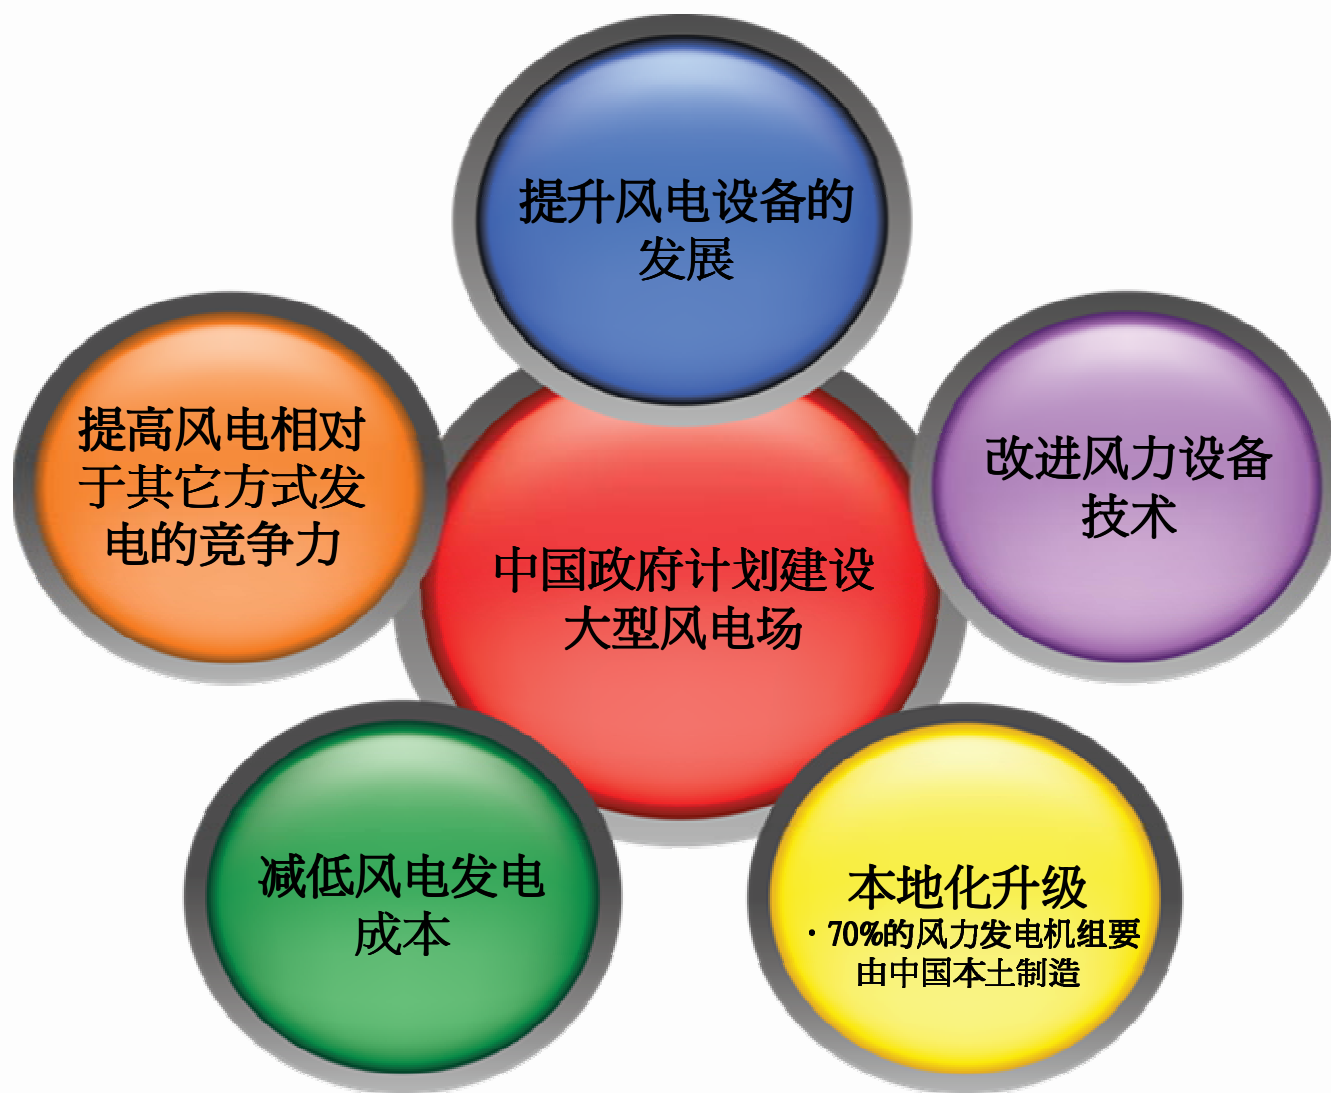 提升风电设备的
发展
提高风电相对
于其它方式发
电的竞争力
改进风力设备
技术
中国政府计划建设
大型风电场
减低风电发电
成本
本地化升级
·70%的风力发电机组要
由中国本土制造